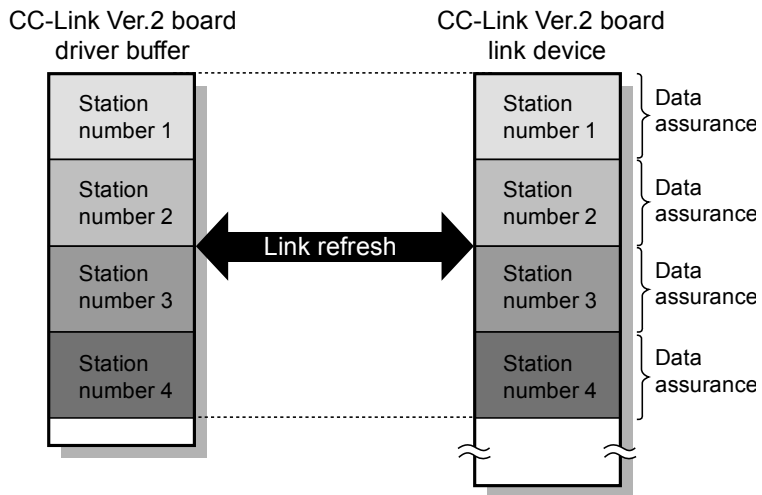 CC-Link Ver.2 board
driver buffer
CC-Link Ver.2 board
link device
Station
number 1
Station
number 2
Station
number 3
Station
number 4
Link refresh
Station
number 1
Station
number 2
Station
number 3
Station
number 4
Data
assurance
Data
assurance
Data
assurance
Data
assurance